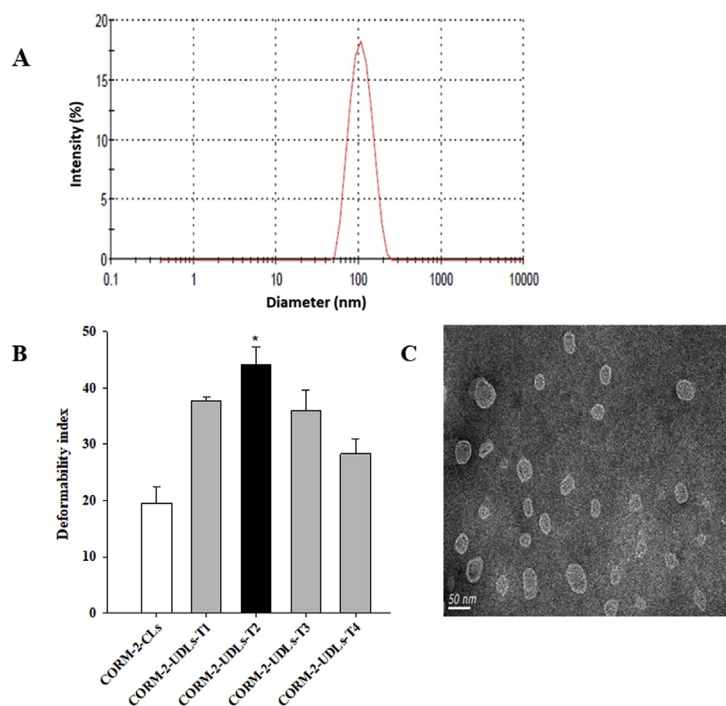 A
20
15
10
5
0
Intensity (%)
0.1 1 10 100 1000 10000
Diameter (nm)
B
50
40
30
20
10
0
Deformability index
*
CORM-2-CLs
CORM-2-UDLs-T1
CORM-2-UDLs-T2
CORM-2-UDLs-T3
CORM-2-UDLs-T4
C
50 nm